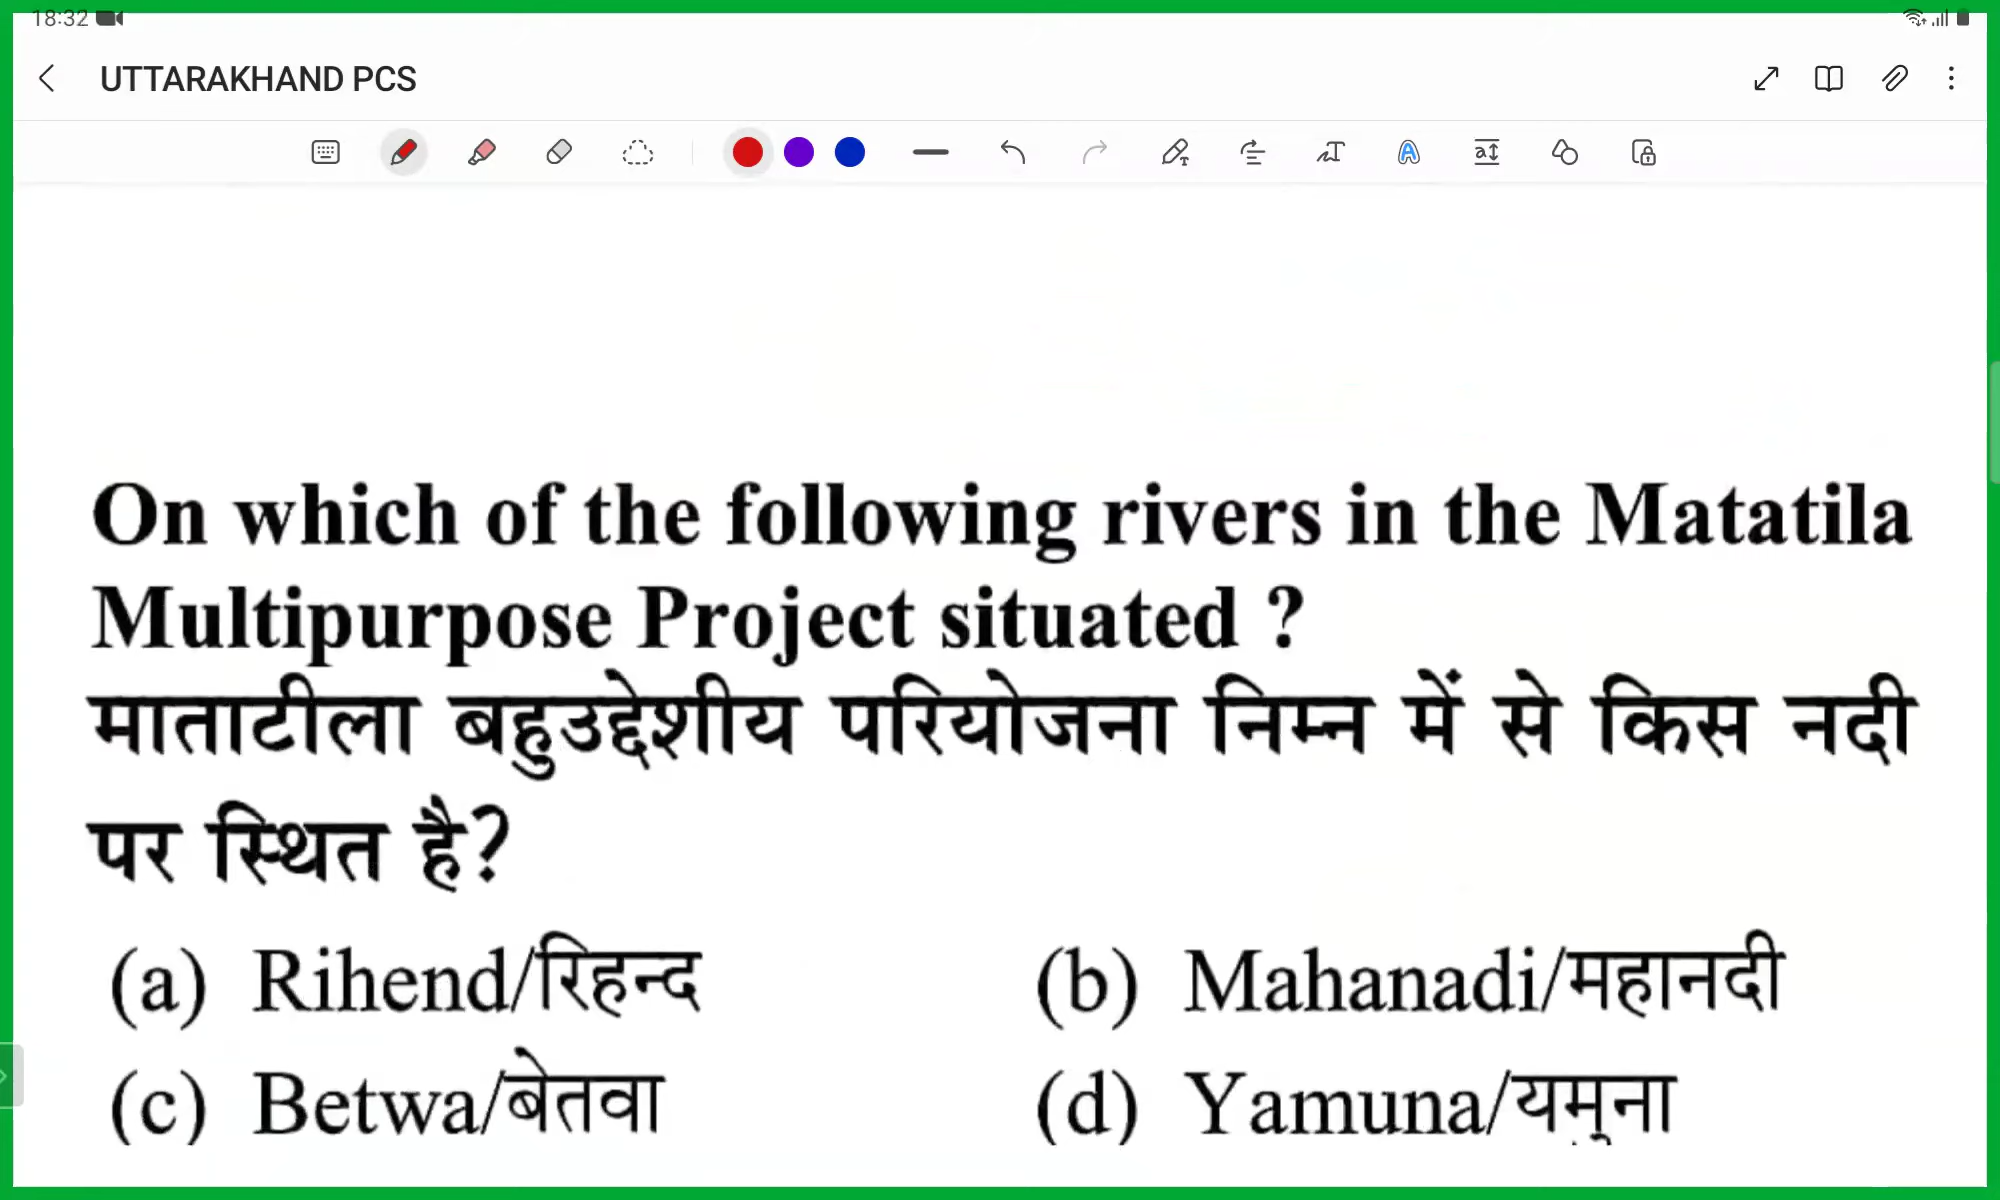 18:32
UTTARAKHAND PCS
On which of the following rivers in the Matatila
Multipurpose Project situated ?
माताटीला बहुउद्देशीय परियोजना निम्न में से किस नदी
पर स्थित है?
(a) Rihend/रिहन्द (b) Mahanadi/महानदी
(c) Betwa/बेतवा (d) Yamuna/यमुना